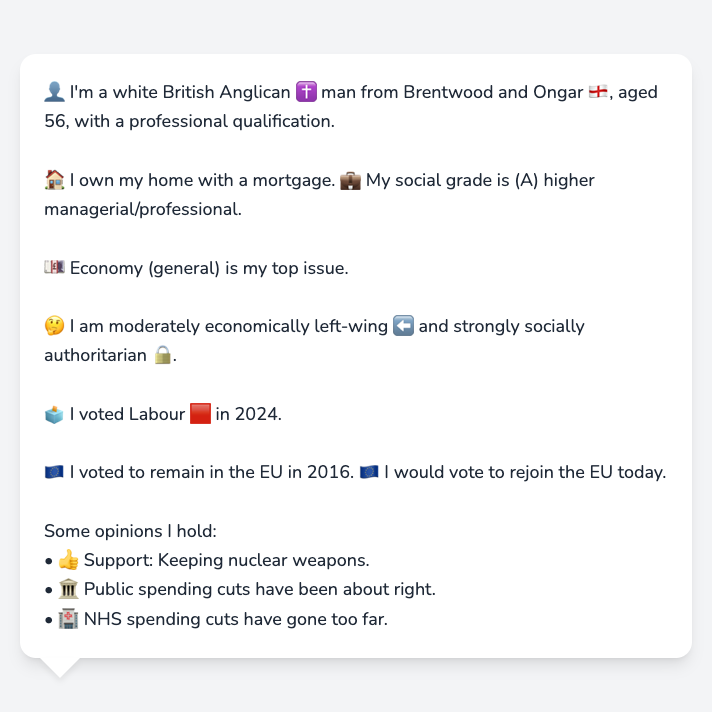 👤 I'm a white British Anglican ✝️ man from Brentwood and Ongar 🏴󠁧󠁢󠁥󠁮󠁧󠁿, aged
56, with a professional qualification.
🏠 I own my home with a mortgage. 💼 My social grade is (A) higher
managerial/professional.
💷 Economy (general) is my top issue.
🤔 I am moderately economically left-wing ⬅️ and strongly socially
authoritarian 🔒.
🗳️ I voted Labour 🟥 in 2024.
🇪🇺 I voted to remain in the EU in 2016. 🇪🇺 I would vote to rejoin the EU today.
Some opinions I hold:
• 👍 Support: Keeping nuclear weapons.
• 🏛️ Public spending cuts have been about right.
• 🏥 NHS spending cuts have gone too far.